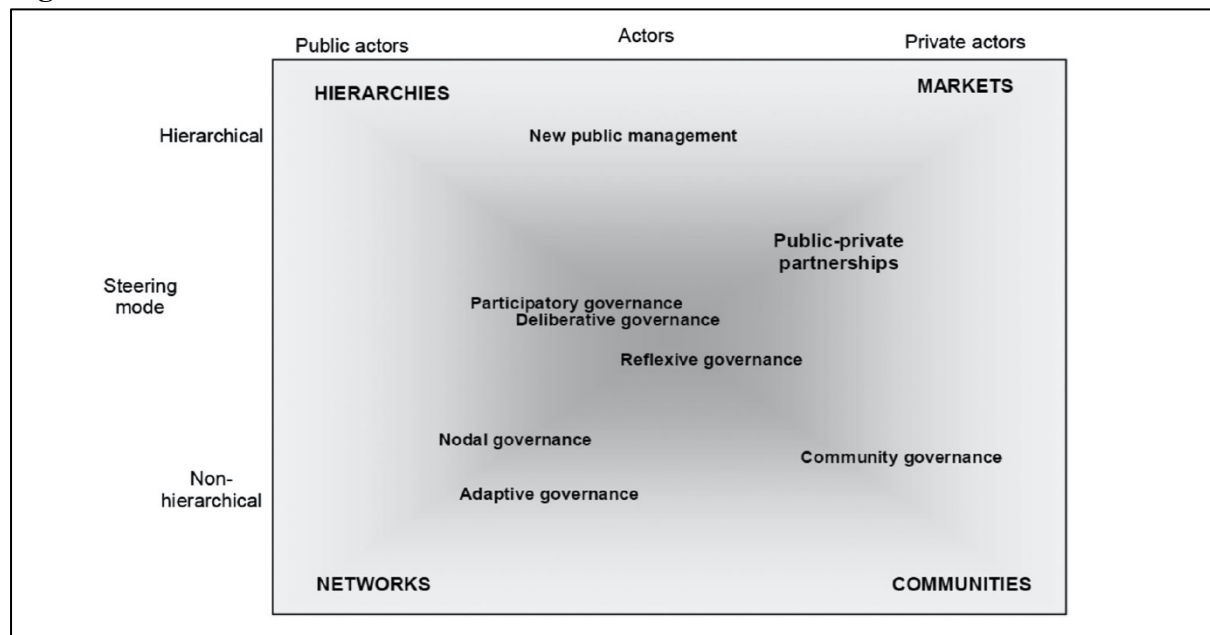 Actors
Public actors
Private actors
HIERARCHIES
MARKETS
Hierarchical
New public management
Public-private
partnerships
Steering
mode
Participatory governance
Deliberative governance
Reflexive governance
Nodal governance
Community governance
Non-
hierarchical
Adaptive governance
NETWORKS
COMMUNITIES